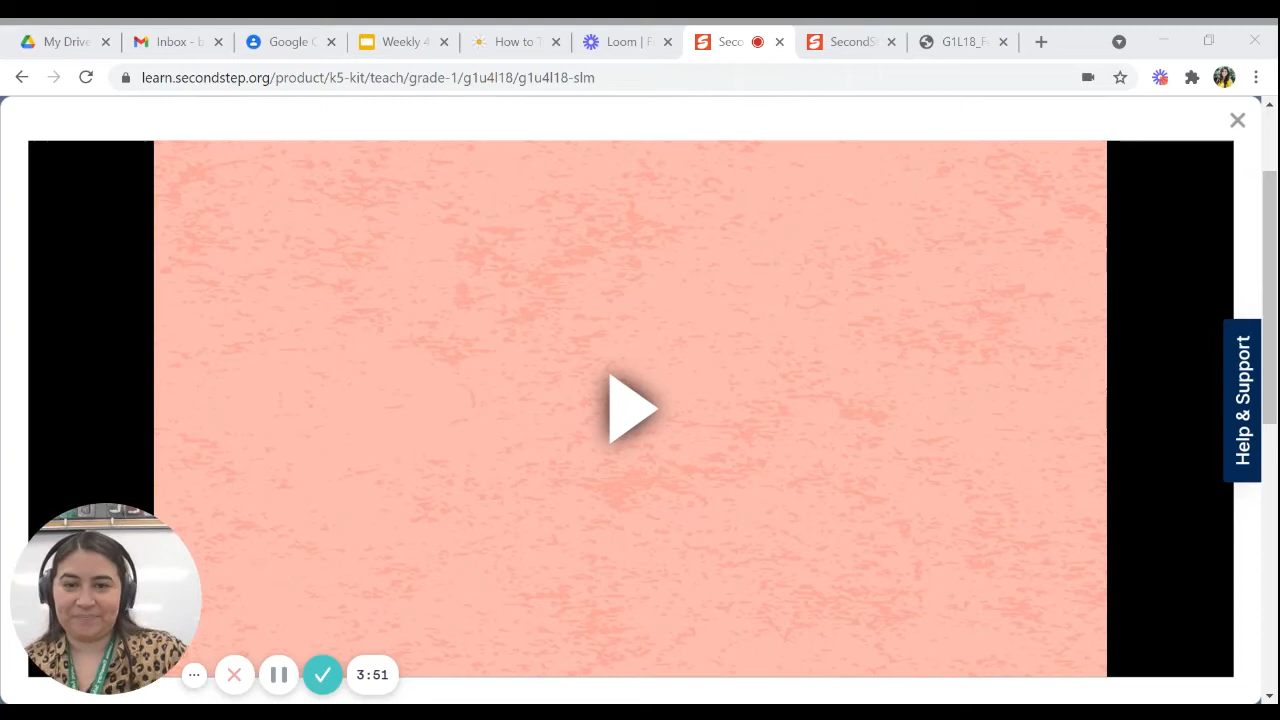 My Drive
Inbox - b
Google C
Weekly 4
How to T
Loom | F
Seco
SecondSt
G1L18_F
learn.secondstep.org/product/k5-kit/teach/grade-1/g1u4l18/g1u4l18-slm
Help & Support
3:51